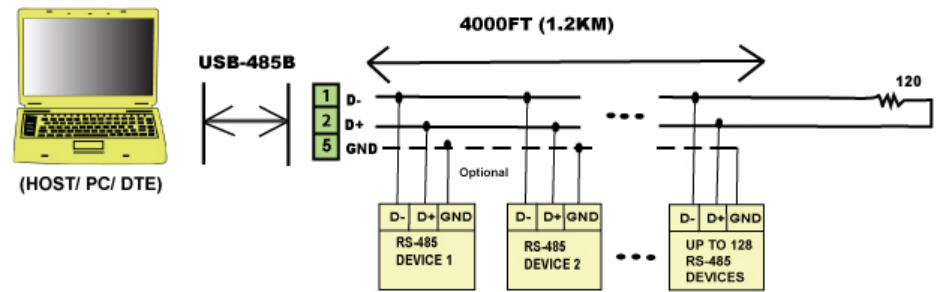 4000FT (1.2KM)
USB-485B
120
1 D-
2 D+
5 GND
Optional
(HOST/ PC/ DTE)
D- D+ GND
RS-485
DEVICE 1
D- D+ GND
RS-485
DEVICE 2
D- D+ GND
UP TO 128
RS-485
DEVICES